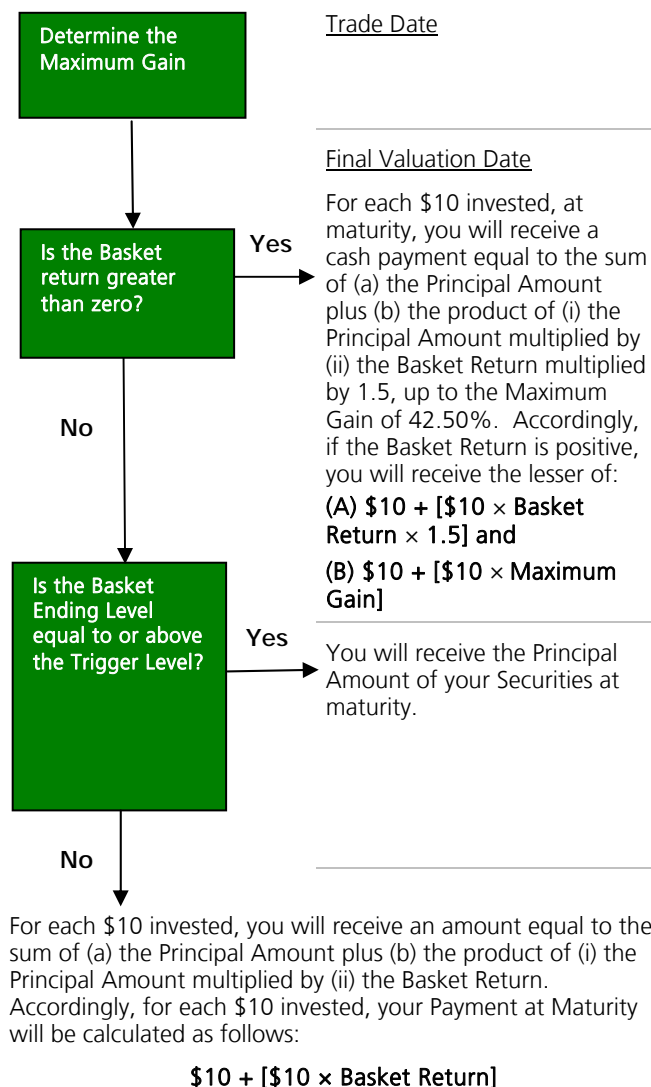 Determine the
Maximum Gain
Trade Date
Final Valuation Date
Is the Basket
return greater
than zero?
Yes
For each $10 invested, at
maturity, you will receive a
cash payment equal to the sum
of (a) the Principal Amount
plus (b) the product of (i) the
Principal Amount multiplied by
(ii) the Basket Return multiplied
by 1.5, up to the Maximum
Gain of 42.50%.  Accordingly,
if the Basket Return is positive,
you will receive the lesser of:
(A) $10 + [$10 × Basket
Return × 1.5] and
(B) $10 + [$10 × Maximum
Gain]
No
Is the Basket
Ending Level
equal to or above
the Trigger Level?
Yes
You will receive the Principal
Amount of your Securities at
maturity.
No
For each $10 invested, you will receive an amount equal to the
sum of (a) the Principal Amount plus (b) the product of (i) the
Principal Amount multiplied by (ii) the Basket Return.
Accordingly, for each $10 invested, your Payment at Maturity
will be calculated as follows:
$10 + [$10 × Basket Return]